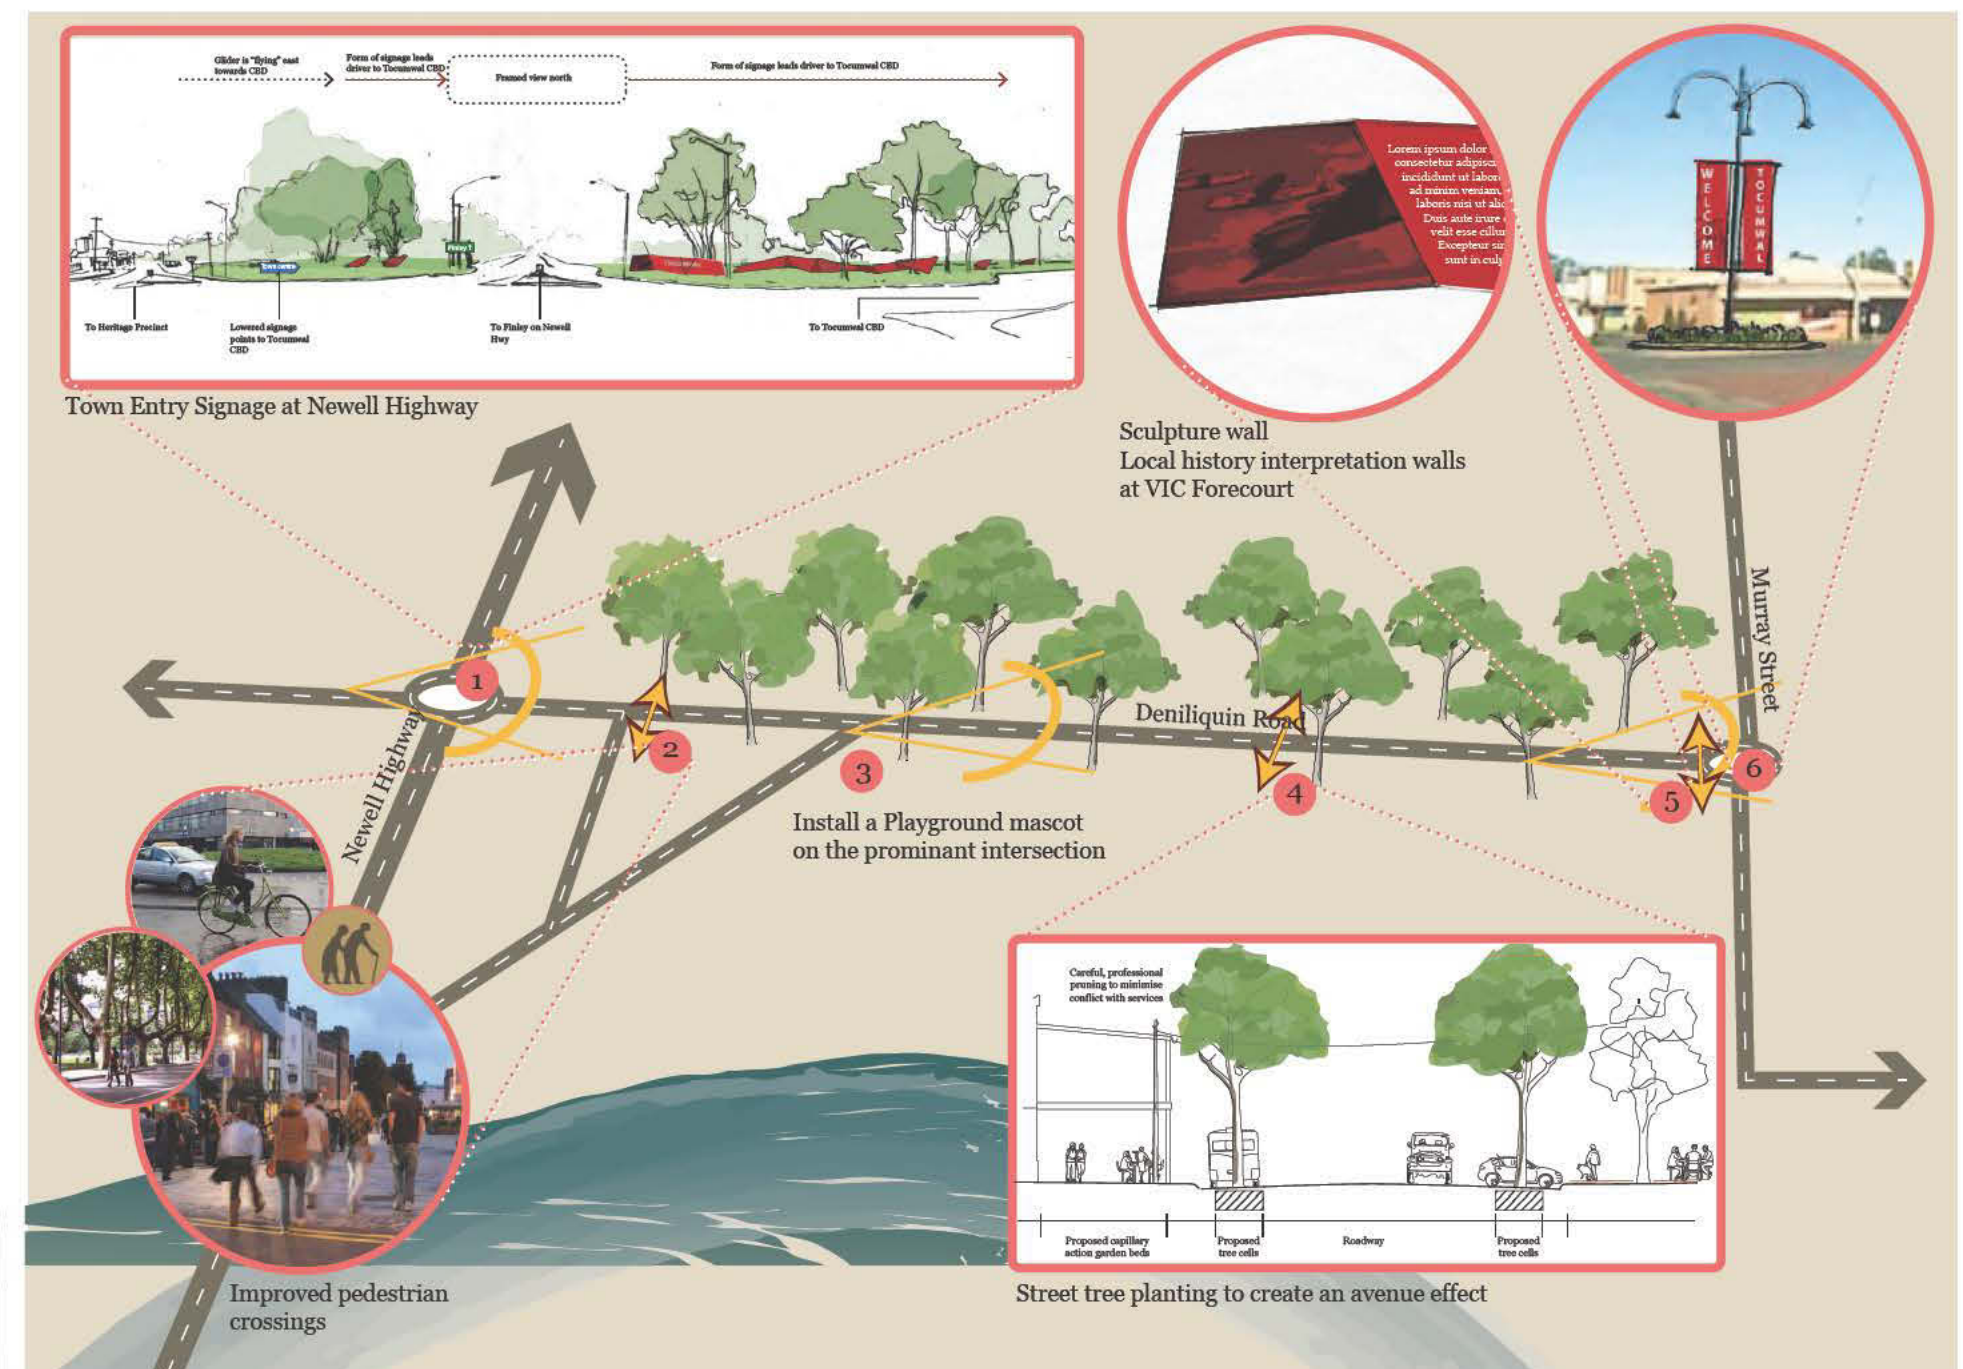 Glider is "flying" east
towards CBD
Form of signage leads
driver to Tocumwal CBD
Framed view north
Form of signage leads driver to Tocumwal CBD
Finley ↑
To Heritage Precinct
Lowered signage
points to Tocumwal
CBD
To Finley on Newell
Hwy
To Tocumwal CBD
Town Entry Signage at Newell Highway
Lorem ipsum dolor
consectetur adipisci
incididunt ut labor
ad minim veniam,
laboris nisi ut alic
Duis aute irure
velit esse cillu
Excepteur sin
sunt in culp
Sculpture wall
Local history interpretation walls
at VIC Forecourt
WELCOME
TOCUMWAL
Murray Street
1
Newell Highway
2
3
Deniliquin Road
4
5
6
Install a Playground mascot
on the prominant intersection
Careful, professional
pruning to minimise
conflict with services
Proposed capillary
action garden beds
Proposed
tree cells
Roadway
Proposed
tree cells
Improved pedestrian
crossings
Street tree planting to create an avenue effect